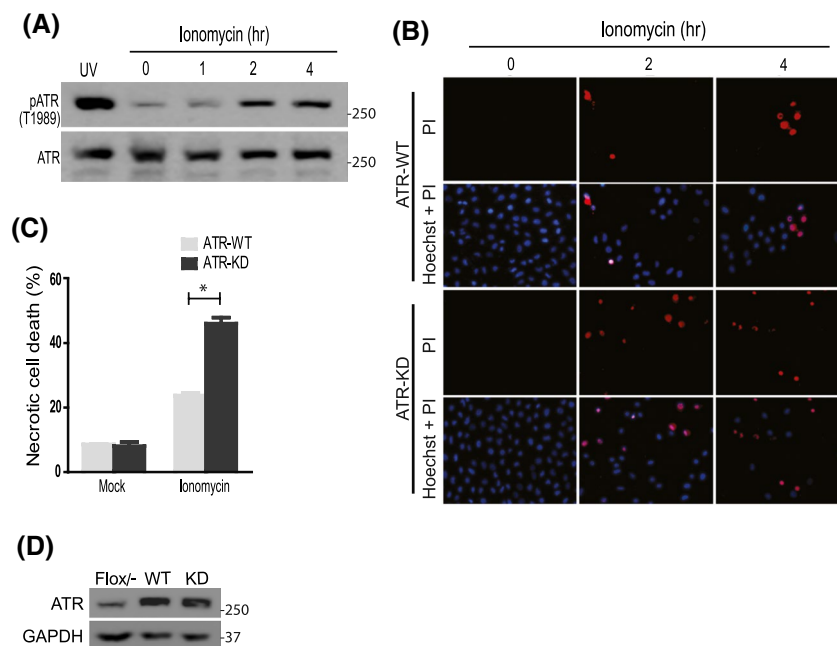 (A)
Ionomycin (hr)
UV 0 1 2 4
pATR
(T1989)
-250
ATR
-250
(B)
Ionomycin (hr)
0 2 4
ATR-WT
PI
Hoechst + PI
ATR-KD
PI
Hoechst + PI
(C)
ATR-WT
ATR-KD
Necrotic cell death (%)
60
40
20
0
*
Mock Ionomycin
(D)
Flox/- WT KD
ATR
-250
GAPDH
-37